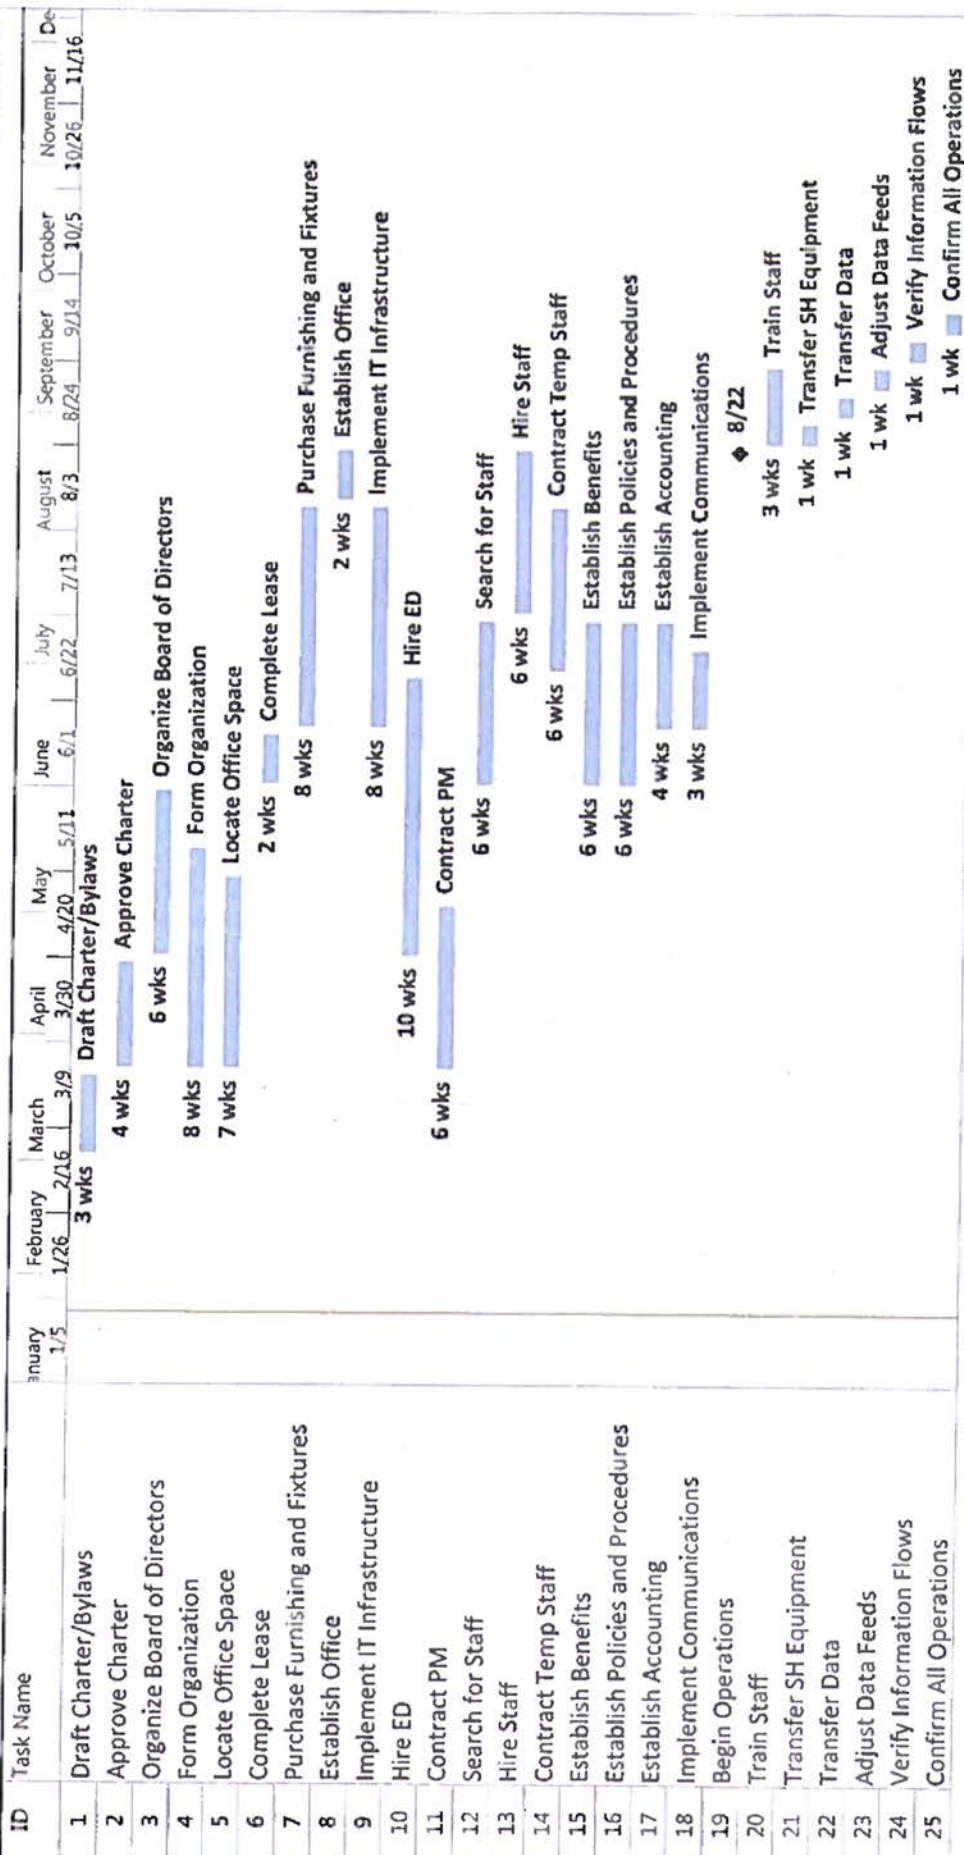 ID Task Name anuary February March April May June July August September October November De
1/5 1/26 2/16 3/9 3/30 4/20 5/11 6/1 6/22 7/13 8/3 8/24 9/14 10/5 10/26 11/16
1 Draft Charter/Bylaws 3 wks Draft Charter/Bylaws
2 Approve Charter 4 wks Approve Charter
3 Organize Board of Directors 6 wks Organize Board of Directors
4 Form Organization 8 wks Form Organization
5 Locate Office Space 7 wks Locate Office Space
6 Complete Lease 2 wks Complete Lease
7 Purchase Furnishing and Fixtures 8 wks Purchase Furnishing and Fixtures
8 Establish Office 2 wks Establish Office
9 Implement IT Infrastructure 8 wks Implement IT Infrastructure
10 Hire ED 10 wks Hire ED
11 Contract PM 6 wks Contract PM
12 Search for Staff 6 wks Search for Staff
13 Hire Staff 6 wks Hire Staff
14 Contract Temp Staff 6 wks Contract Temp Staff
15 Establish Benefits 6 wks Establish Benefits
16 Establish Policies and Procedures 6 wks Establish Policies and Procedures
17 Establish Accounting 4 wks Establish Accounting
18 Implement Communications 3 wks Implement Communications
19 Begin Operations 8/22
20 Train Staff 3 wks Train Staff
21 Transfer SH Equipment 1 wk Transfer SH Equipment
22 Transfer Data 1 wk Transfer Data
23 Adjust Data Feeds 1 wk Adjust Data Feeds
24 Verify Information Flows 1 wk Verify Information Flows
25 Confirm All Operations 1 wk Confirm All Operations